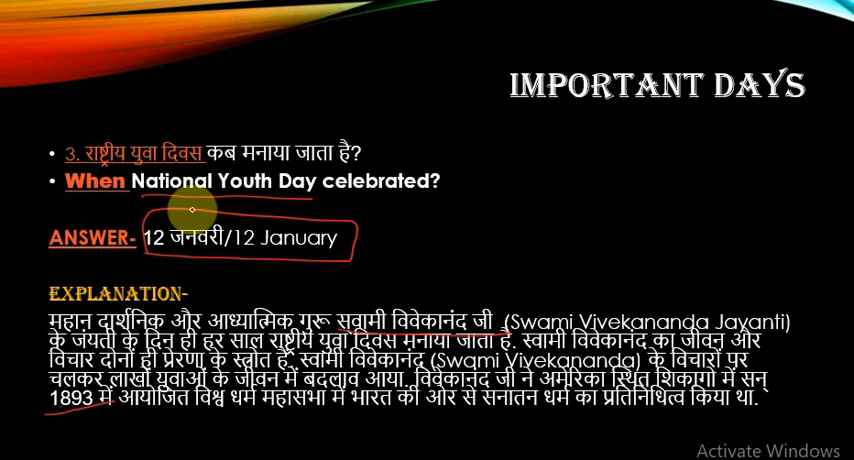 IMPORTANT DAYS
• 3. राष्ट्रीय युवा दिवस कब मनाया जाता है?
• When National Youth Day celebrated?
ANSWER- 12 जनवरी/12 January
EXPLANATION-
महान दार्शनिक और आध्यात्मिक गुरू स्वामी विवेकानंद जी (Swami Vivekananda Jayanti)
के जयंती के दिन ही हर साल राष्ट्रीय युवा दिवस मनाया जाता है. स्वामी विवेकानंद का जीवन और
विचार दोनों ही प्रेरणा के स्त्रोत हैं. स्वामी विवेकानंद (Swami Vivekananda) के विचारों पर
चलकर लाखों युवाओं के जीवन में बदलाव आया. विवेकानंद जी ने अमेरिका स्थित शिकागो में सन्
1893 में आयोजित विश्व धर्म महासभा में भारत की ओर से सनातन धर्म का प्रतिनिधित्व किया था.
Activate Windows